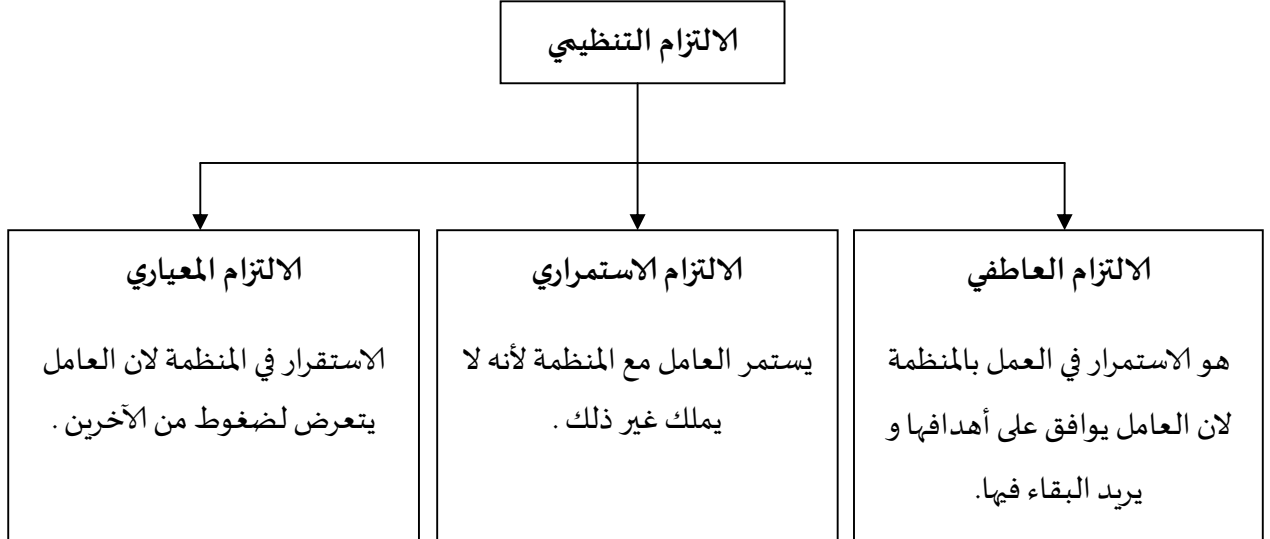 الالتزام التنظيمي
الالتزام العاطفي
هو الاستمرار في العمل بالمنظمة
لان العامل يوافق على أهدافها و
يريد البقاء فيها.
الالتزام الاستمراري
يستمر العامل مع المنظمة لأنه لا
يملك غير ذلك .
الالتزام المعياري
الاستقرار في المنظمة لان العامل
يتعرض لضغوط من الآخرين .